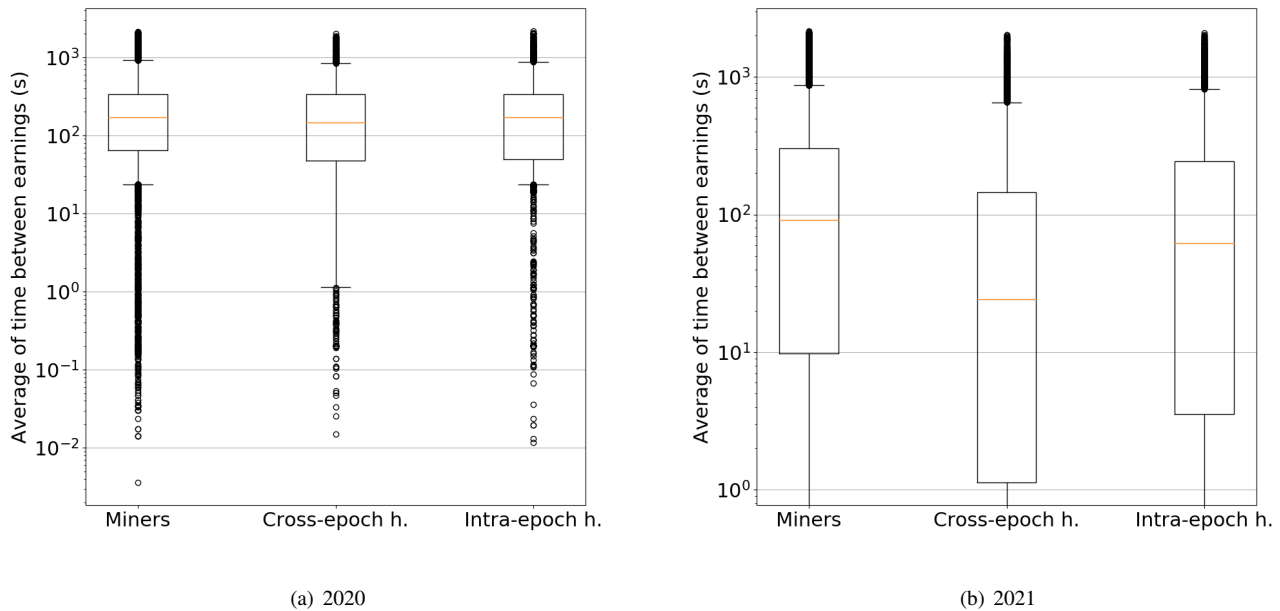 Average of time between earnings (s)
10³
10²
10¹
10⁰
10⁻¹
10⁻²
Miners Cross-epoch h. Intra-epoch h.
(a) 2020
Average of time between earnings (s)
10³
10²
10¹
10⁰
Miners Cross-epoch h. Intra-epoch h.
(b) 2021